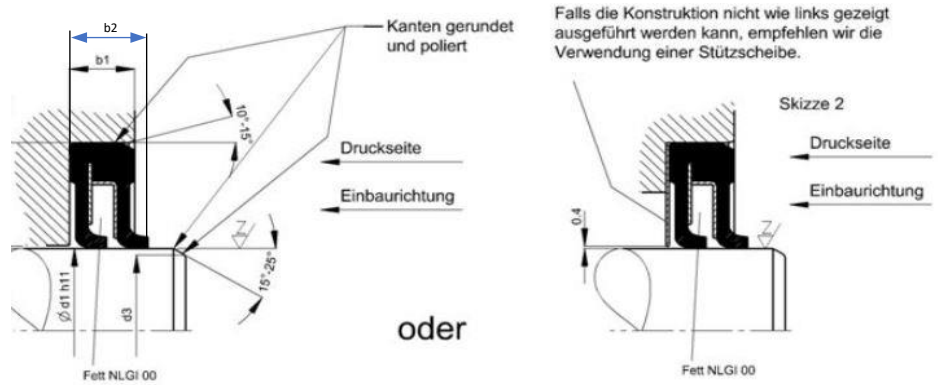 b2
b1
Kanten gerundet
und poliert
10°-15°
Druckseite
Einbaurichtung
Z
15°-25°
Ø d1 h11
d3
Fett NLGI 00
oder
Falls die Konstruktion nicht wie links gezeigt
ausgeführt werden kann, empfehlen wir die
Verwendung einer Stützscheibe.
Skizze 2
Druckseite
Einbaurichtung
0.4
Z
Fett NLGI 00